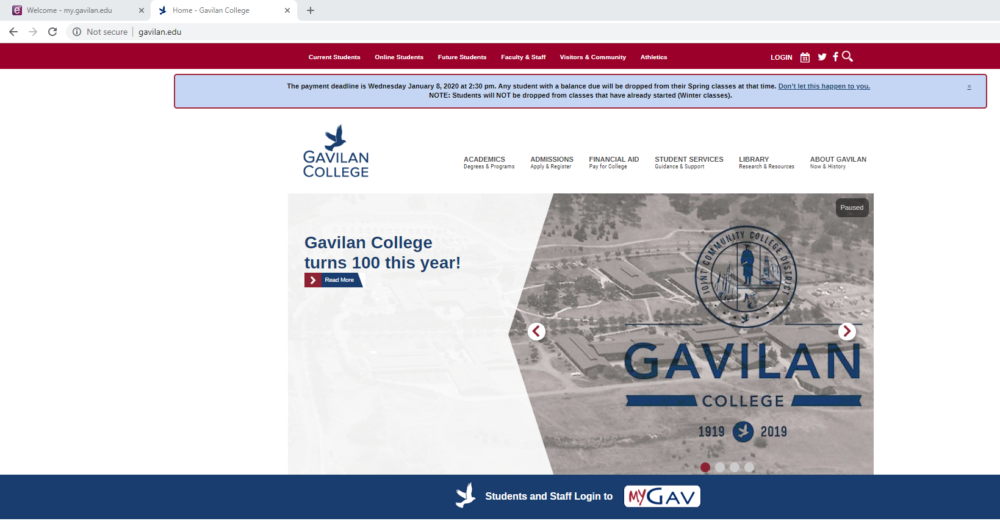 Welcome - my.gavilan.edu
Home - Gavilan College
Not secure
gavilan.edu
Current Students
Online Students
Future Students
Faculty & Staff
Visitors & Community
Athletics
LOGIN
11
The payment deadline is Wednesday January 8, 2020 at 2:30 pm. Any student with a balance due will be dropped from their Spring classes at that time. Don't let this happen to you.
×
NOTE: Students will NOT be dropped from classes that have already started (Winter classes).
GAVILAN
COLLEGE
ACADEMICS
Degrees & Programs
ADMISSIONS
Apply & Register
FINANCIAL AID
Pay for College
STUDENT SERVICES
Guidance & Support
LIBRARY
Research & Resources
ABOUT GAVILAN
Now & History
Paused
Gavilan College
turns 100 this year!
Read More
JOINT COMMUNITY COLLEGE DISTRICT
GAVILAN
COLLEGE
1919 2019
Students and Staff Login to
MYGAV